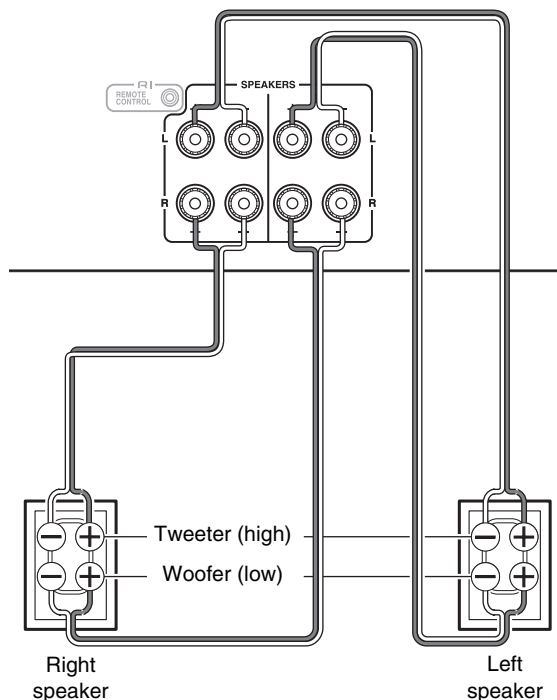 RI
REMOTE
CONTROL
SPEAKERS
L
L
R
R
Tweeter (high)
Woofer (low)
Right
speaker
Left
speaker